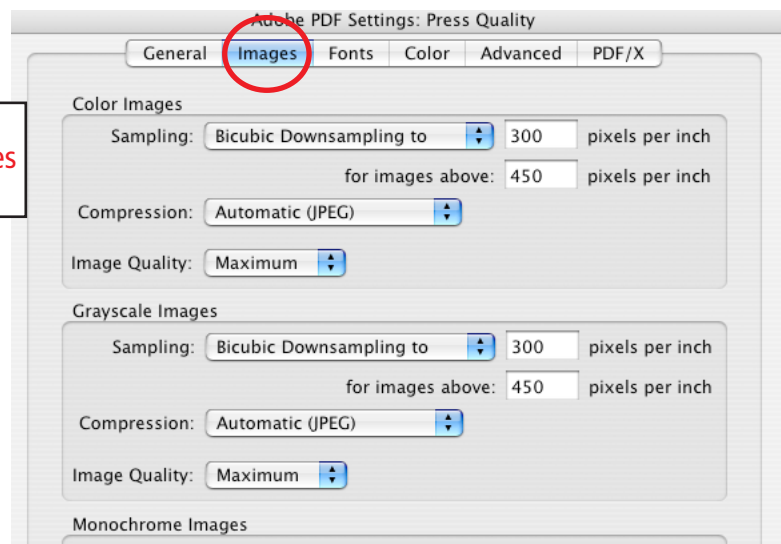 Adobe PDF Settings: Press Quality
General Images Fonts Color Advanced PDF/X
Color Images
es
Sampling: Bicubic Downsampling to 300 pixels per inch
for images above: 450 pixels per inch
Compression: Automatic (JPEG)
Image Quality: Maximum
Grayscale Images
Sampling: Bicubic Downsampling to 300 pixels per inch
for images above: 450 pixels per inch
Compression: Automatic (JPEG)
Image Quality: Maximum
Monochrome Images